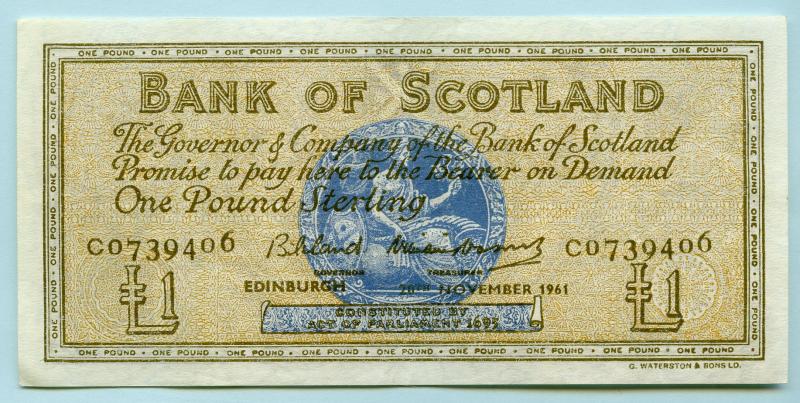 ONE POUND · ONE POUND · ONE POUND · ONE POUND · ONE POUND · ONE POUND · ONE POUND · ONE POUND · ONE POUND
BANK OF SCOTLAND
The Governor & Company of the Bank of Scotland
Promise to pay here to the Bearer on Demand
One Pound Sterling
C0739406
C0739406
GOVERNOR
TREASURER
EDINBURGH
NOVEMBER 1961
£1
CONSTITUTED BY
ACT OF PARLIAMENT 1695
£1
ONE POUND · ONE POUND · ONE POUND · ONE POUND · ONE POUND · ONE POUND · ONE POUND · ONE POUND · ONE POUND
G. WATERSTON & SONS LD.